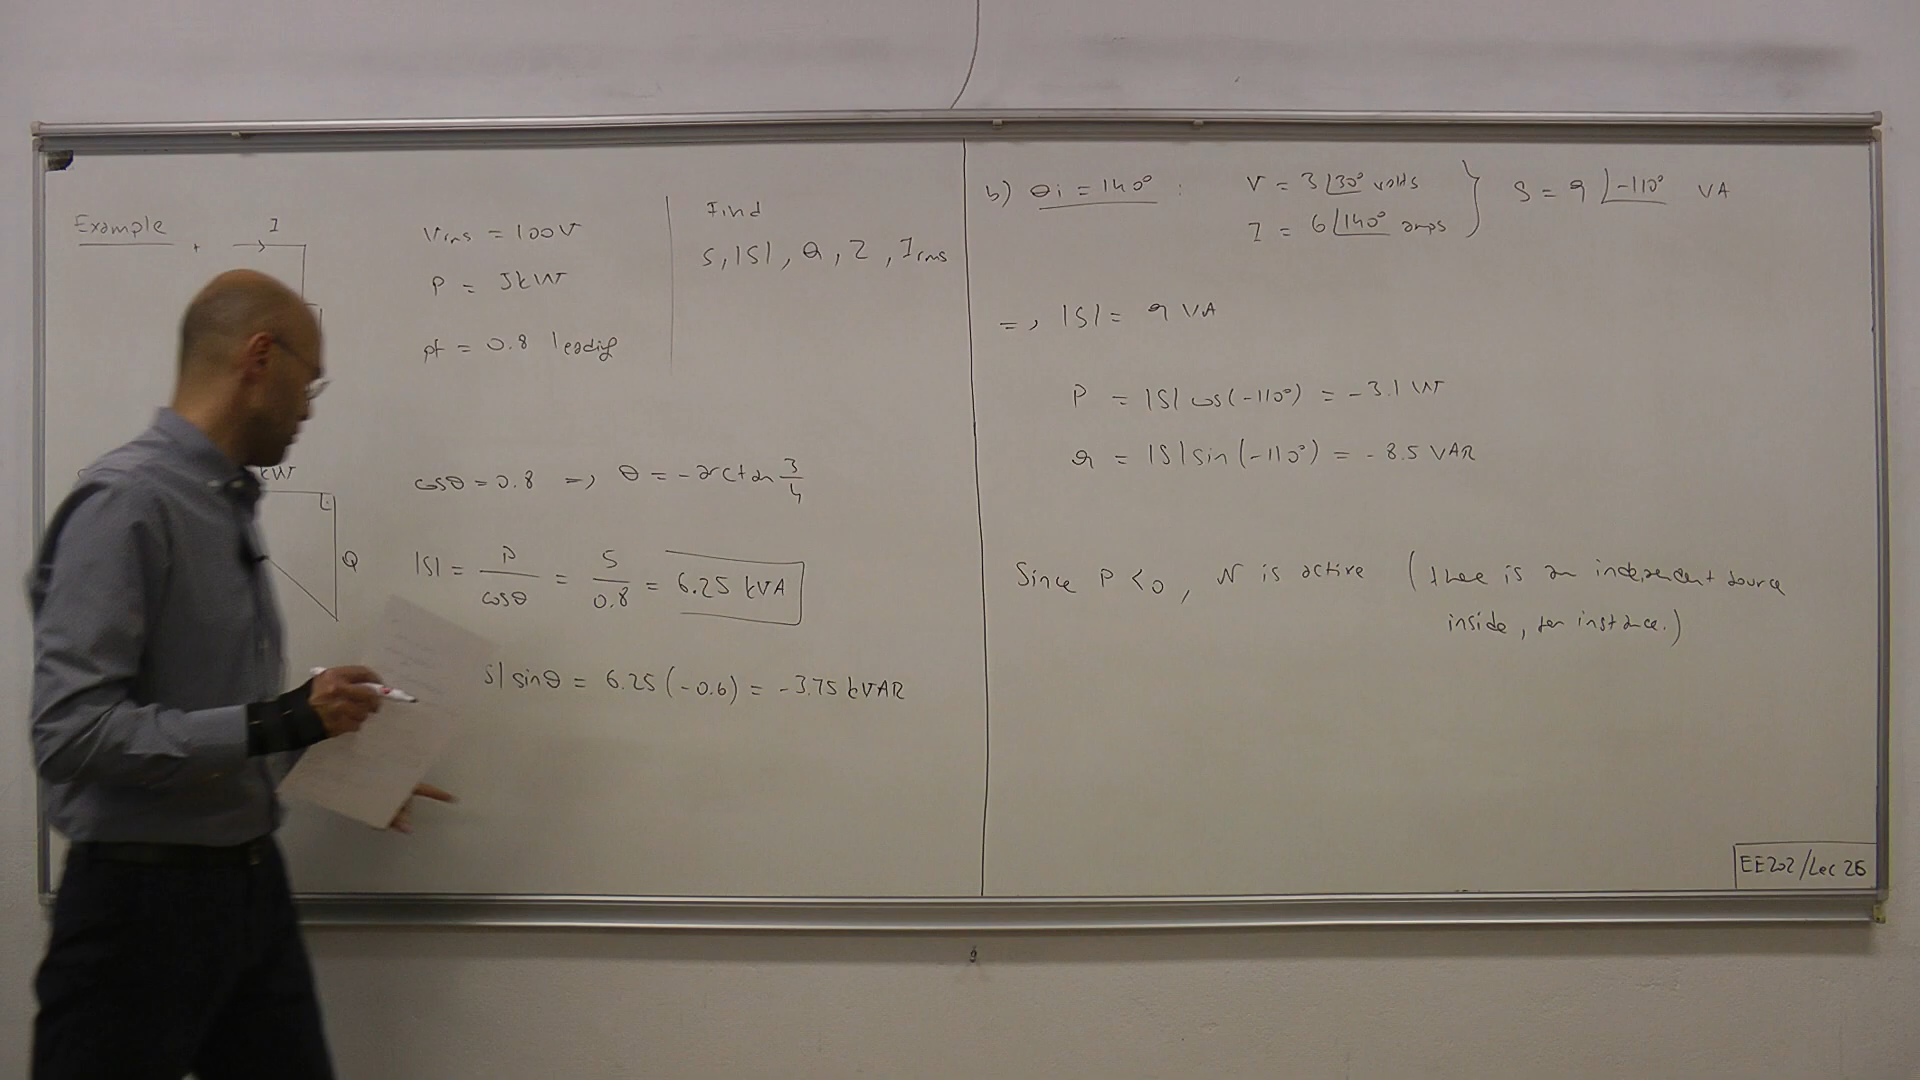 Example
+ I
Vrms = 100V
P = 5kW
pf = 0.8 leading
Find
S, |S|, Q, Z, Irms
kW
Q
cosθ = 0.8 => θ = -arctan 3/4
|S| = P/cosθ = 5/0.8 = 6.25 kVA
S| sinθ = 6.25 (-0.6) = -3.75 kVAR
b) θi = 140° : V = 3∠30° volts } S = 9∠-110° VA
I = 6∠140° amps
=> |S| = 9 VA
P = |S| cos(-110°) = -3.1 W
Q = |S| sin(-110°) = -8.5 VAR
Since P < 0, N is active (there is an independent source
inside, for instance.)
EE202/Lec 26